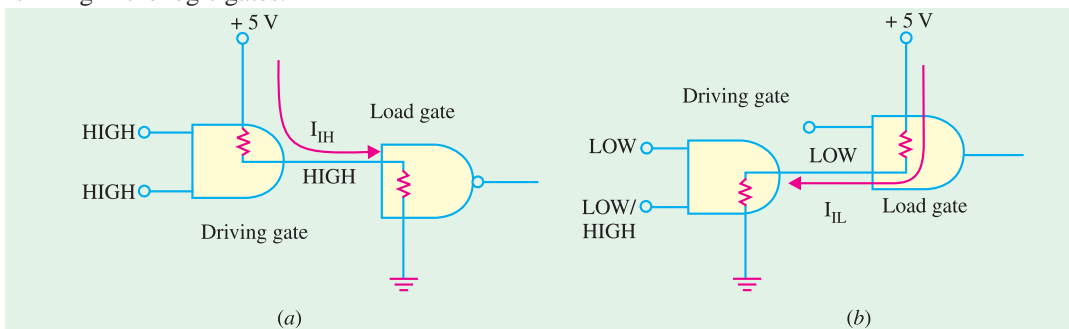 + 5 V
HIGH
HIGH
I_IH
HIGH
Load gate
Driving gate
(a)
+ 5 V
Driving gate
LOW
LOW
LOW/
HIGH
I_IL
Load gate
(b)